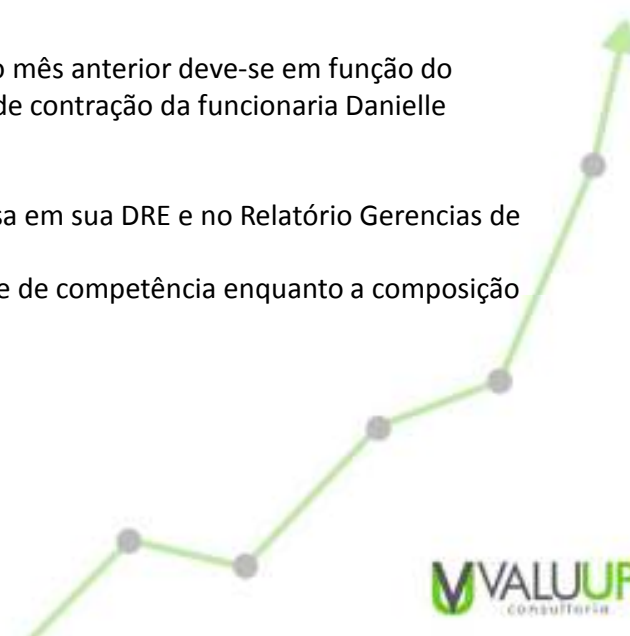 o mês anterior deve-se em função do
de contração da funcionaria Danielle
sa em sua DRE e no Relatório Gerencias de
e de competência enquanto a composição
VALUUP
consultoria